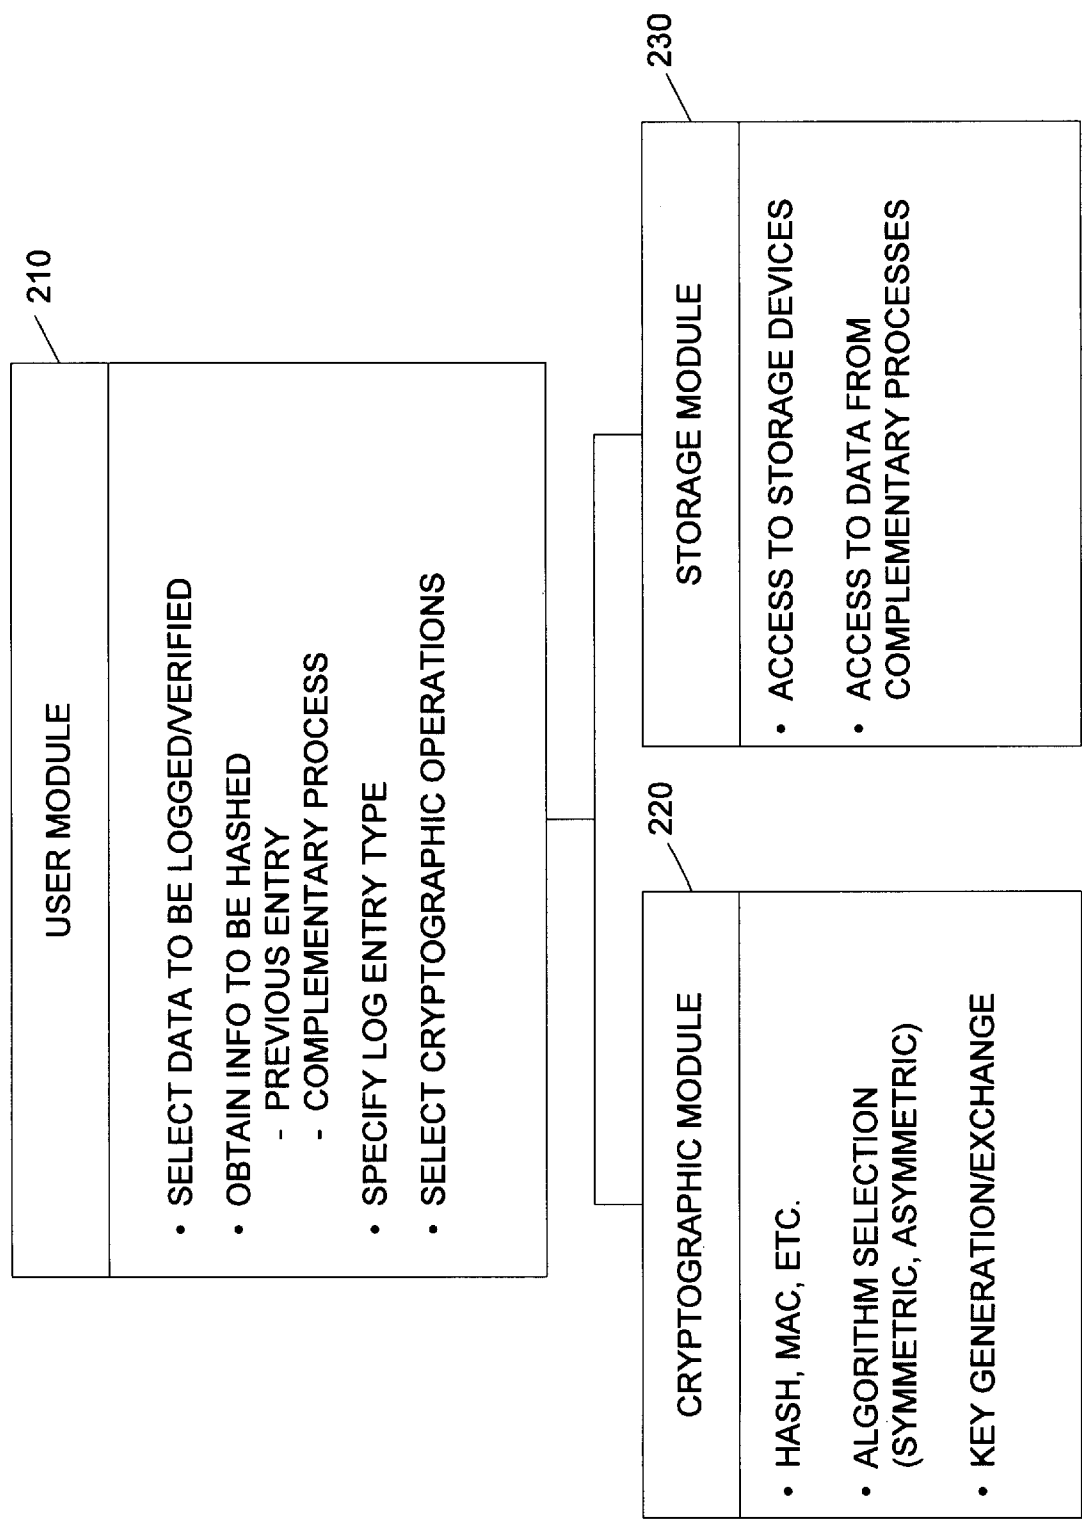 210
USER MODULE
• SELECT DATA TO BE LOGGED/VERIFIED
• OBTAIN INFO TO BE HASHED
- PREVIOUS ENTRY
- COMPLEMENTARY PROCESS
• SPECIFY LOG ENTRY TYPE
• SELECT CRYPTOGRAPHIC OPERATIONS
220
CRYPTOGRAPHIC MODULE
• HASH, MAC, ETC.
• ALGORITHM SELECTION
(SYMMETRIC, ASYMMETRIC)
• KEY GENERATION/EXCHANGE
230
STORAGE MODULE
• ACCESS TO STORAGE DEVICES
• ACCESS TO DATA FROM
COMPLEMENTARY PROCESSES